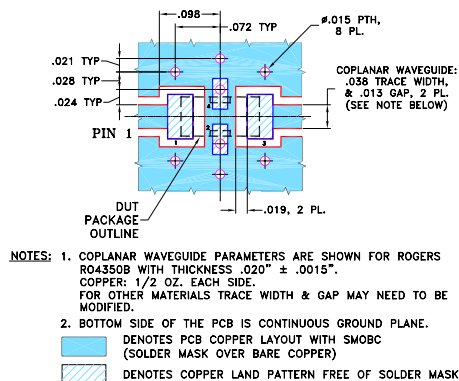 .098
.072 TYP
ø.015 PTH,
8 PL.
.021 TYP
.028 TYP
.024 TYP
COPLANAR WAVEGUIDE:
.038 TRACE WIDTH,
& .013 GAP, 2 PL.
(SEE NOTE BELOW)
PIN 1
4
2
1
3
DUT
PACKAGE
OUTLINE
.019, 2 PL.
NOTES: 1. COPLANAR WAVEGUIDE PARAMETERS ARE SHOWN FOR ROGERS
RO4350B WITH THICKNESS .020" ± .0015".
COPPER: 1/2 OZ. EACH SIDE.
FOR OTHER MATERIALS TRACE WIDTH & GAP MAY NEED TO BE
MODIFIED.
2. BOTTOM SIDE OF THE PCB IS CONTINUOUS GROUND PLANE.
DENOTES PCB COPPER LAYOUT WITH SMOBC
(SOLDER MASK OVER BARE COPPER)
DENOTES COPPER LAND PATTERN FREE OF SOLDER MASK